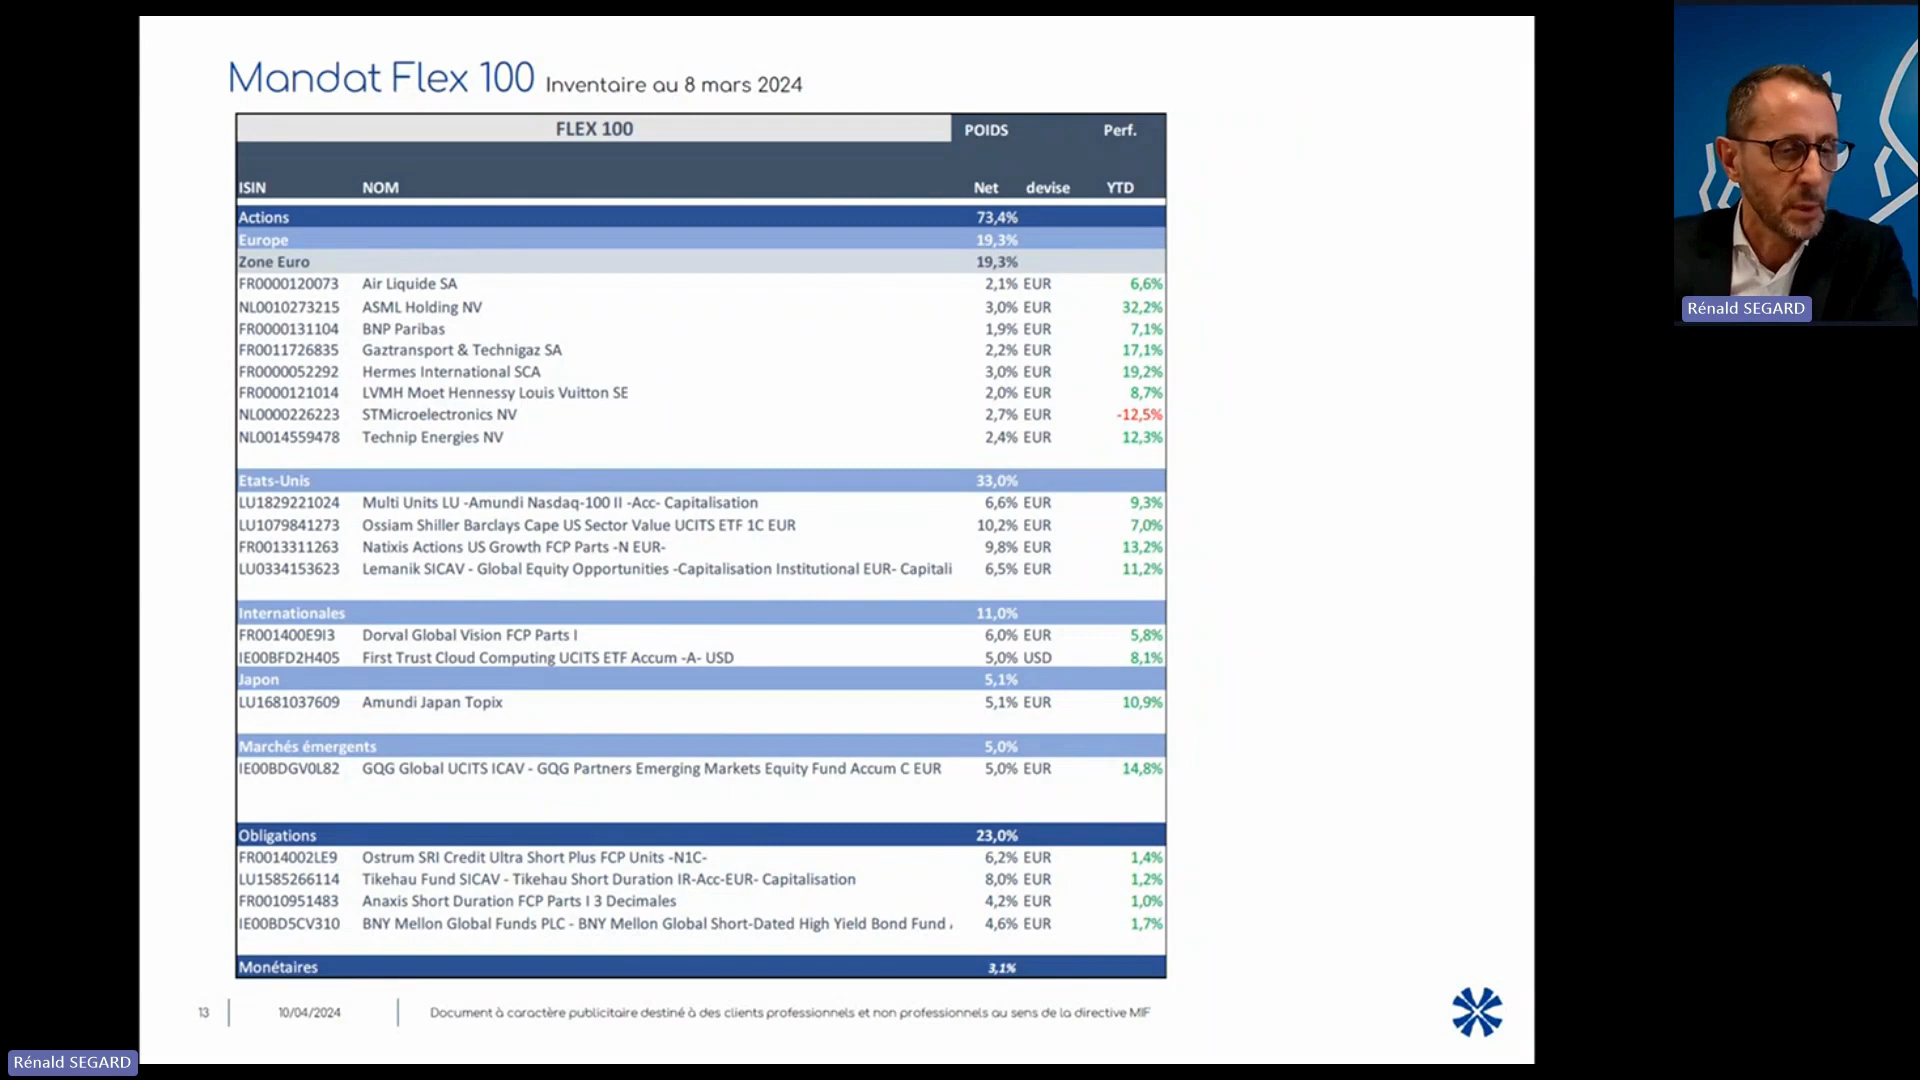 Mandat Flex 100 Inventaire au 8 mars 2024
FLEX 100 POIDS Perf.
ISIN NOM Net devise YTD
Actions 73,4%
Europe 19,3%
Zone Euro 19,3%
FR0000120073 Air Liquide SA 2,1% EUR 6,6%
NL0010273215 ASML Holding NV 3,0% EUR 32,2%
FR0000131104 BNP Paribas 1,9% EUR 7,1%
FR0011726835 Gaztransport & Technigaz SA 2,2% EUR 17,1%
FR0000052292 Hermes International SCA 3,0% EUR 19,2%
FR0000121014 LVMH Moet Hennessy Louis Vuitton SE 2,0% EUR 8,7%
NL0000226223 STMicroelectronics NV 2,7% EUR -12,5%
NL0014559478 Technip Energies NV 2,4% EUR 12,3%
Etats-Unis 33,0%
LU1829221024 Multi Units LU -Amundi Nasdaq-100 II -Acc- Capitalisation 6,6% EUR 9,3%
LU1079841273 Ossiam Shiller Barclays Cape US Sector Value UCITS ETF 1C EUR 10,2% EUR 7,0%
FR0013311263 Natixis Actions US Growth FCP Parts -N EUR- 9,8% EUR 13,2%
LU0334153623 Lemanik SICAV - Global Equity Opportunities -Capitalisation Institutional EUR- Capitali 6,5% EUR 11,2%
Internationales 11,0%
FR001400E9I3 Dorval Global Vision FCP Parts I 6,0% EUR 5,8%
IE00BFD2H405 First Trust Cloud Computing UCITS ETF Accum -A- USD 5,0% USD 8,1%
Japon 5,1%
LU1681037609 Amundi Japan Topix 5,1% EUR 10,9%
Marchés émergents 5,0%
IE00BDGV0L82 GQG Global UCITS ICAV - GQG Partners Emerging Markets Equity Fund Accum C EUR 5,0% EUR 14,8%
Obligations 23,0%
FR0014002LE9 Ostrum SRI Credit Ultra Short Plus FCP Units -N1C- 6,2% EUR 1,4%
LU1585266114 Tikehau Fund SICAV - Tikehau Short Duration IR-Acc-EUR- Capitalisation 8,0% EUR 1,2%
FR0010951483 Anaxis Short Duration FCP Parts I 3 Decimales 4,2% EUR 1,0%
IE00BD5CV310 BNY Mellon Global Funds PLC - BNY Mellon Global Short-Dated High Yield Bond Fund 4,6% EUR 1,7%
Monétaires 3,1%
13 10/04/2024 Document à caractère publicitaire destiné à des clients professionnels et non professionnels au sens de la directive MIF
Rénald SEGARD
Rénald SEGARD